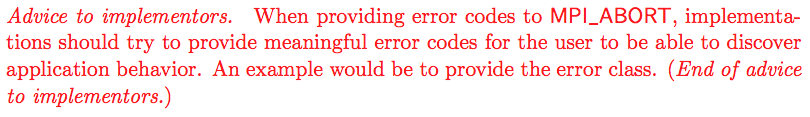 Advice to implementors. When providing error codes to MPI_ABORT, implementa-
tions should try to provide meaningful error codes for the user to be able to discover
application behavior. An example would be to provide the error class. (End of advice
to implementors.)